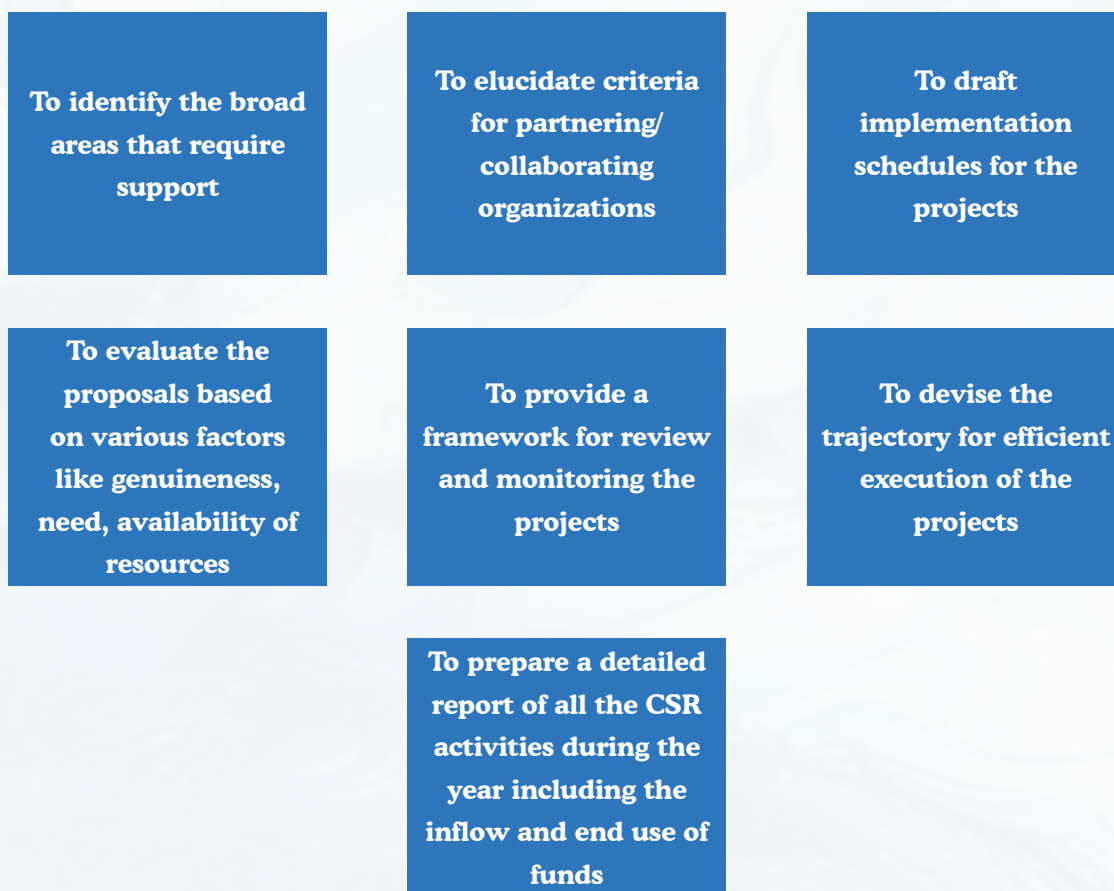 To identify the broad
areas that require
support
To elucidate criteria
for partnering/
collaborating
organizations
To draft
implementation
schedules for the
projects
To evaluate the
proposals based
on various factors
like genuineness,
need, availability of
resources
To provide a
framework for review
and monitoring the
projects
To devise the
trajectory for efficient
execution of the
projects
To prepare a detailed
report of all the CSR
activities during the
year including the
inflow and end use of
funds